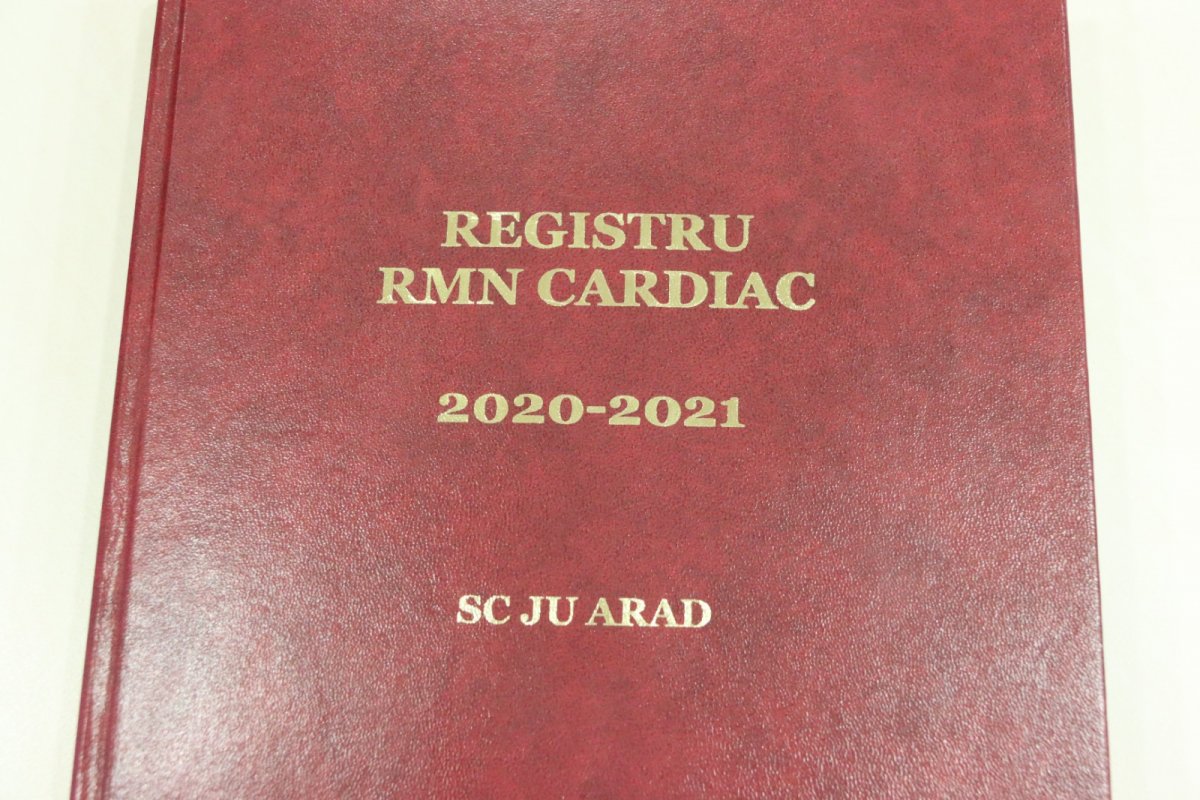 REGISTRU
RMN CARDIAC
2020-2021
SC JU ARAD